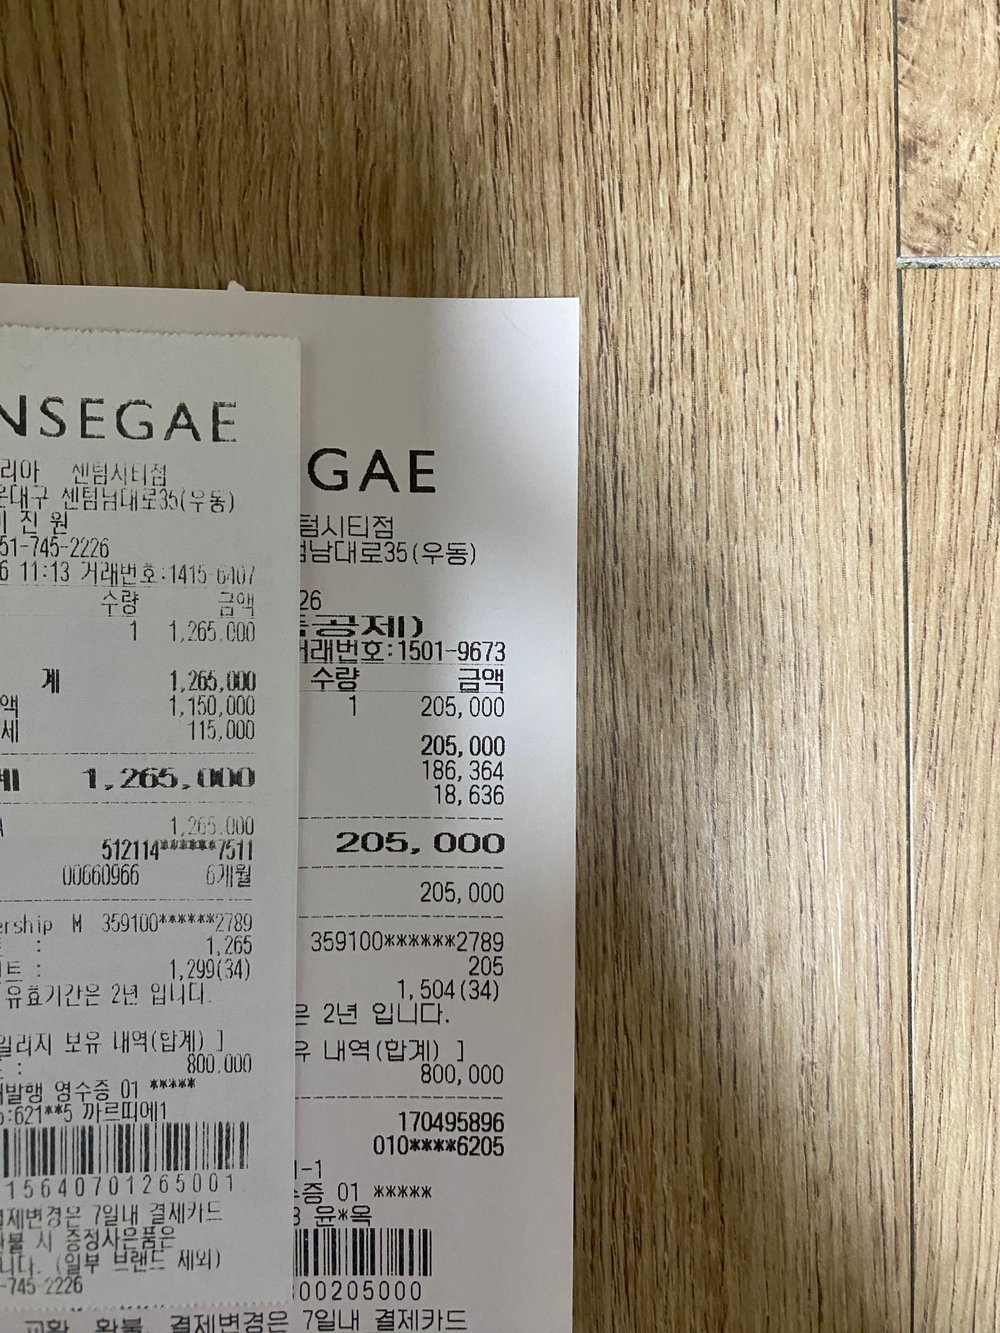 NSEGAE
리아 센텀시티점
운대구 센텀남대로35(우동)
진 원
51-745-2226
6 11:13 거래번호:1415-6407
수량 금액
1 1,265,000
계 1,265,000
액 1,150,000
세 115,000
계 1,265,000
1,265,000
512114******7511
00660966 6개월
ership M 359100******2789
: 1,265
트 : 1,299(34)
유효기간은 2년 입니다.
일리지 보유 내역(합계) ]
: 800,000
발행 영수증 01 *****
:621**5 까르띠에1
1564070126500 1
결제변경은 7일내 결제카드
환불 시 증정사은품은
니다. (일부 브랜드 제외)
-745-2226
GAE
텀시티점
남대로35(우동)
26
공제)
거래번호:1501-9673
수량 금액
1 205,000
205,000
186,364
18,636
205,000
205,000
359100******2789
205
1,504(34)
은 2년 입니다.
유 내역(합계) ]
800,000
170495896
010****6205
1-1
수증 01 *****
3 윤*옥
00205000
교환, 환불, 결제변경은 7일내 결제카드